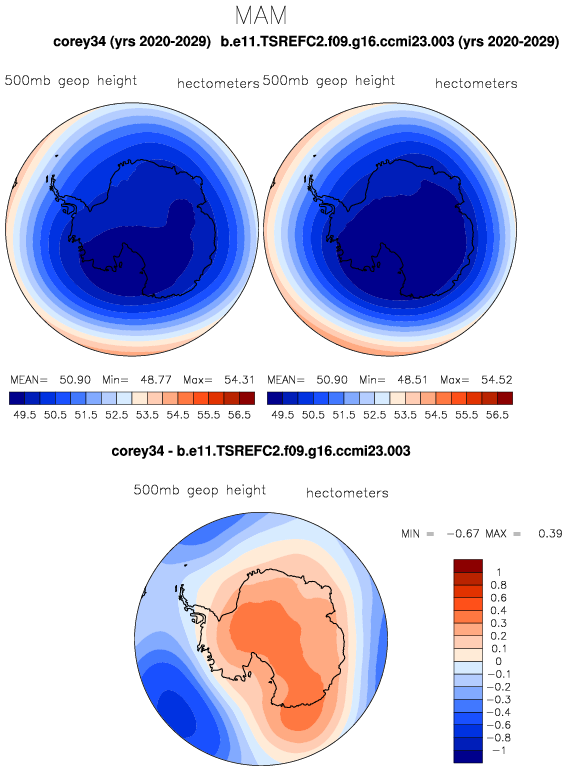 MAM
corey34 (yrs 2020-2029) b.e11.TSREFC2.f09.g16.ccmi23.003 (yrs 2020-2029)
500mb geop height hectometers 500mb geop height hectometers
MEAN= 50.90 Min= 48.77 Max= 54.31 MEAN= 50.90 Min= 48.51 Max= 54.52
49.5 50.5 51.5 52.5 53.5 54.5 55.5 56.5 49.5 50.5 51.5 52.5 53.5 54.5 55.5 56.5
corey34 - b.e11.TSREFC2.f09.g16.ccmi23.003
500mb geop height hectometers
MIN = -0.67 MAX = 0.39
1
0.8
0.6
0.4
0.3
0.2
0.1
0
-0.1
-0.2
-0.3
-0.4
-0.6
-0.8
-1